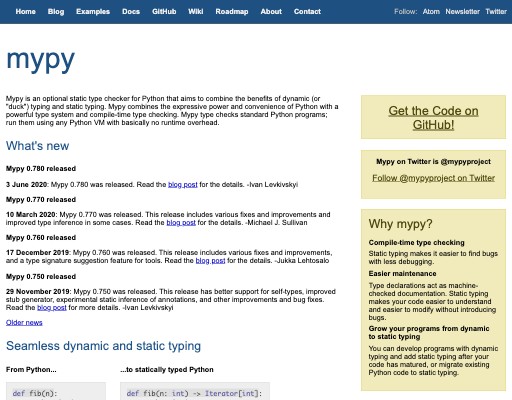 Home Blog Examples Docs GitHub Wiki Roadmap About Contact Follow: Atom Newsletter Twitter
mypy
Mypy is an optional static type checker for Python that aims to combine the benefits of dynamic (or
"duck") typing and static typing. Mypy combines the expressive power and convenience of Python with a
powerful type system and compile-time type checking. Mypy type checks standard Python programs;
run them using any Python VM with basically no runtime overhead.
What's new
Mypy 0.780 released
3 June 2020: Mypy 0.780 was released. Read the blog post for the details. -Ivan Levkivskyi
Mypy 0.770 released
10 March 2020: Mypy 0.770 was released. This release includes various fixes and improvements and
improved type inference in some cases. Read the blog post for the details. -Michael J. Sullivan
Mypy 0.760 released
17 December 2019: Mypy 0.760 was released. This release includes various fixes and improvements,
and a type signature suggestion feature for tools. Read the blog post for the details. -Jukka Lehtosalo
Mypy 0.750 released
29 November 2019: Mypy 0.750 was released. This release has better support for self-types, improved
stub generator, experimental static inference of annotations, and other improvements and bug fixes.
Read the blog post for more details. -Ivan Levkivskyi
Older news
Seamless dynamic and static typing
From Python...
def fib(n):
...to statically typed Python
def fib(n: int) -> Iterator[int]:
Get the Code on
GitHub!
Mypy on Twitter is @mypyproject
Follow @mypyproject on Twitter
Why mypy?
Compile-time type checking
Static typing makes it easier to find bugs
with less debugging.
Easier maintenance
Type declarations act as machine-
checked documentation. Static typing
makes your code easier to understand
and easier to modify without introducing
bugs.
Grow your programs from dynamic
to static typing
You can develop programs with dynamic
typing and add static typing after your
code has matured, or migrate existing
Python code to static typing.